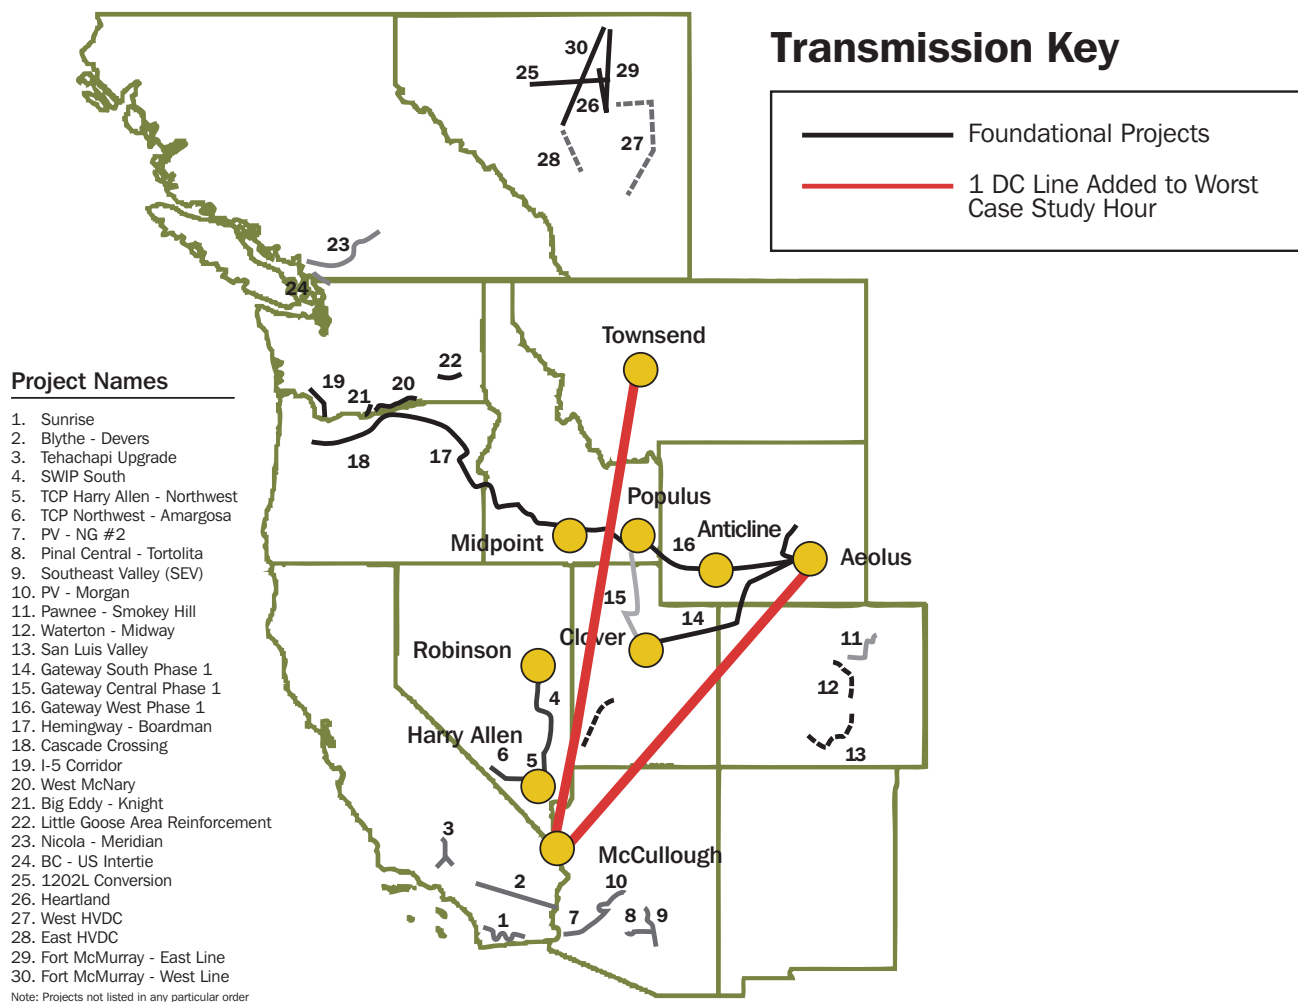 Transmission Key
Foundational Projects
1 DC Line Added to Worst
Case Study Hour
30
25
29
26
27
28
23
24
Townsend
22
19
21
20
18
17
Populus
Midpoint
16
Anticline
Aeolus
15
14
Clover
Robinson
4
11
12
13
Harry Allen
6
5
3
McCullough
2
10
1
7
8
9
Project Names
1. Sunrise
2. Blythe - Devers
3. Tehachapi Upgrade
4. SWIP South
5. TCP Harry Allen - Northwest
6. TCP Northwest - Amargosa
7. PV - NG #2
8. Pinal Central - Tortolita
9. Southeast Valley (SEV)
10. PV - Morgan
11. Pawnee - Smokey Hill
12. Waterton - Midway
13. San Luis Valley
14. Gateway South Phase 1
15. Gateway Central Phase 1
16. Gateway West Phase 1
17. Hemingway - Boardman
18. Cascade Crossing
19. I-5 Corridor
20. West McNary
21. Big Eddy - Knight
22. Little Goose Area Reinforcement
23. Nicola - Meridian
24. BC - US Intertie
25. 1202L Conversion
26. Heartland
27. West HVDC
28. East HVDC
29. Fort McMurray - East Line
30. Fort McMurray - West Line
Note: Projects not listed in any particular order